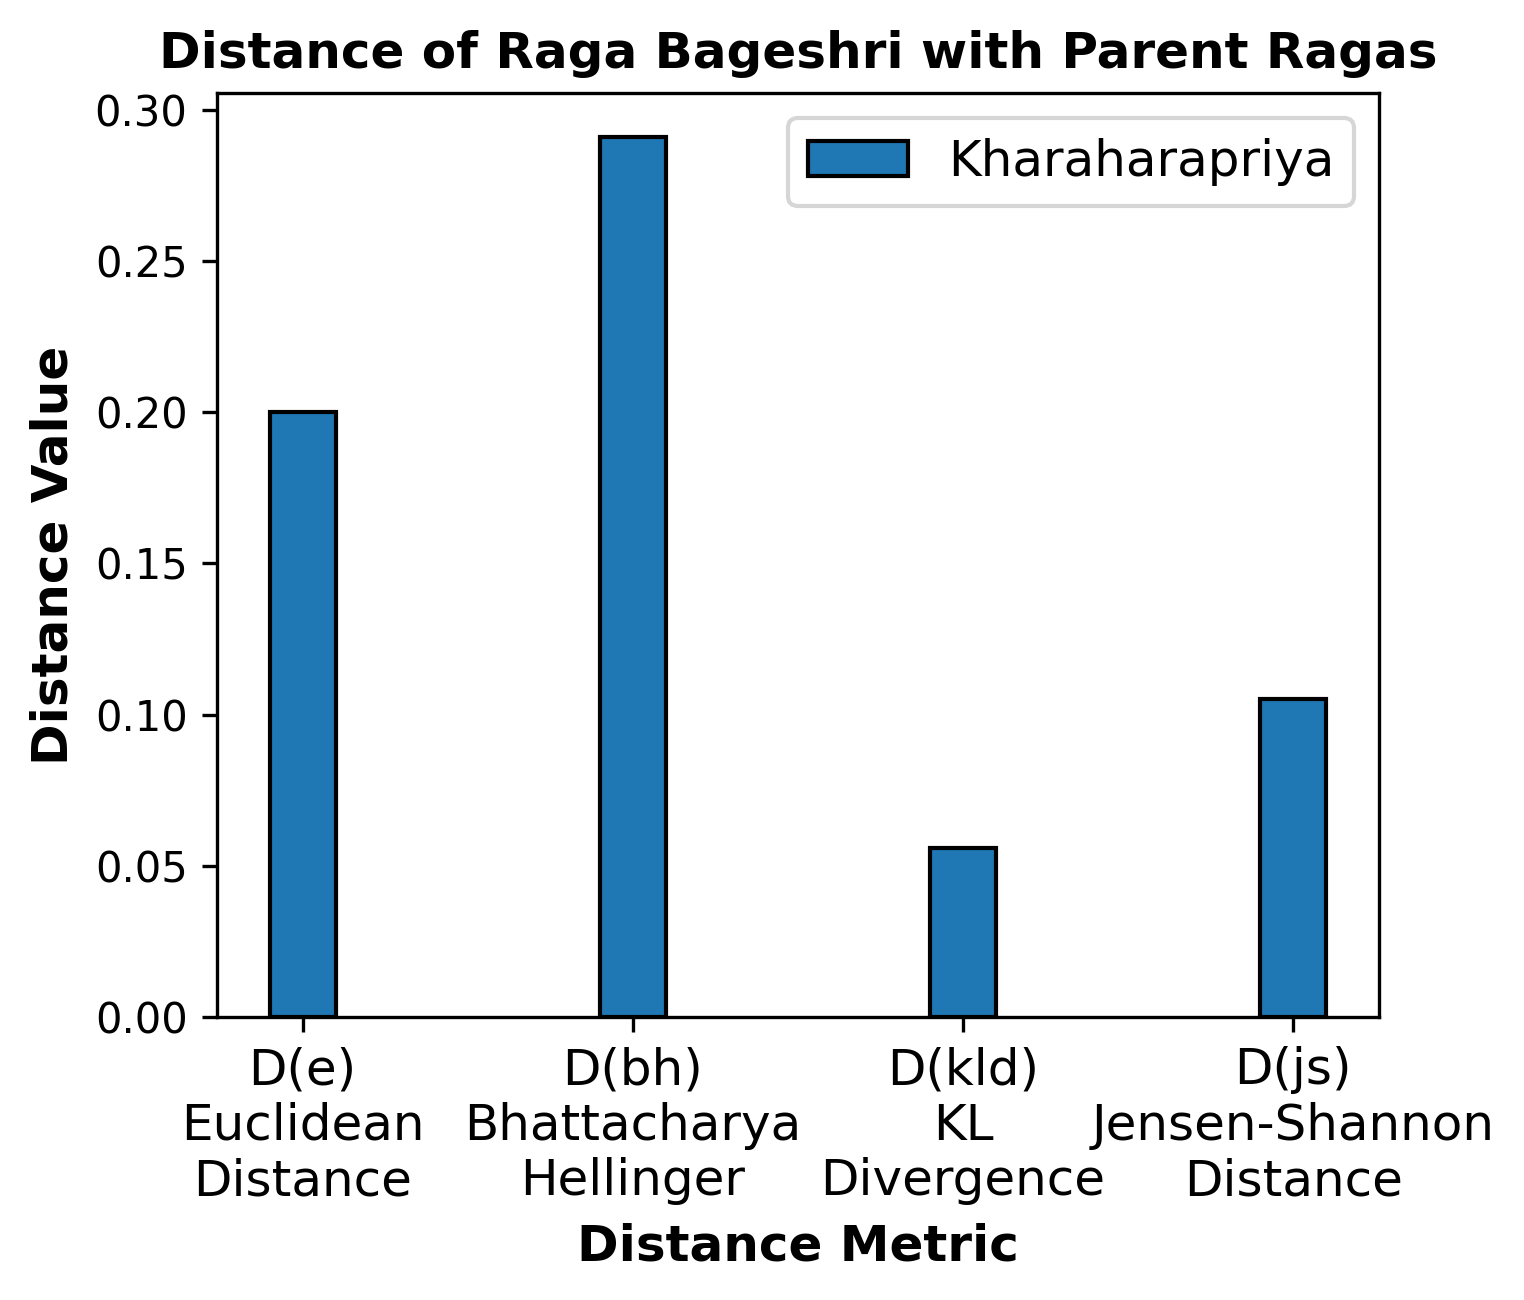 Distance of Raga Bageshri with Parent Ragas
Kharaharapriya
Distance Value
0.30
0.25
0.20
0.15
0.10
0.05
0.00
D(e)
Euclidean
Distance
D(bh)
Bhattacharya
Hellinger
D(kld)
KL
Divergence
D(js)
Jensen-Shannon
Distance
Distance Metric